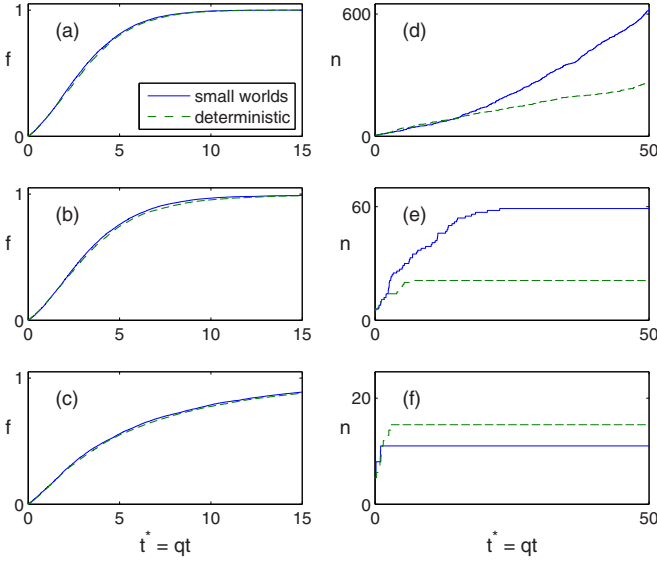 1
(a)
f
small worlds
deterministic
0
0 5 10 15
600
(d)
n
0
0 50
1
(b)
f
0
0 5 10 15
60
(e)
n
0
0 50
1
(c)
f
0
0 5 10 15
t* = qt
20
(f)
n
0
0 50
t* = qt